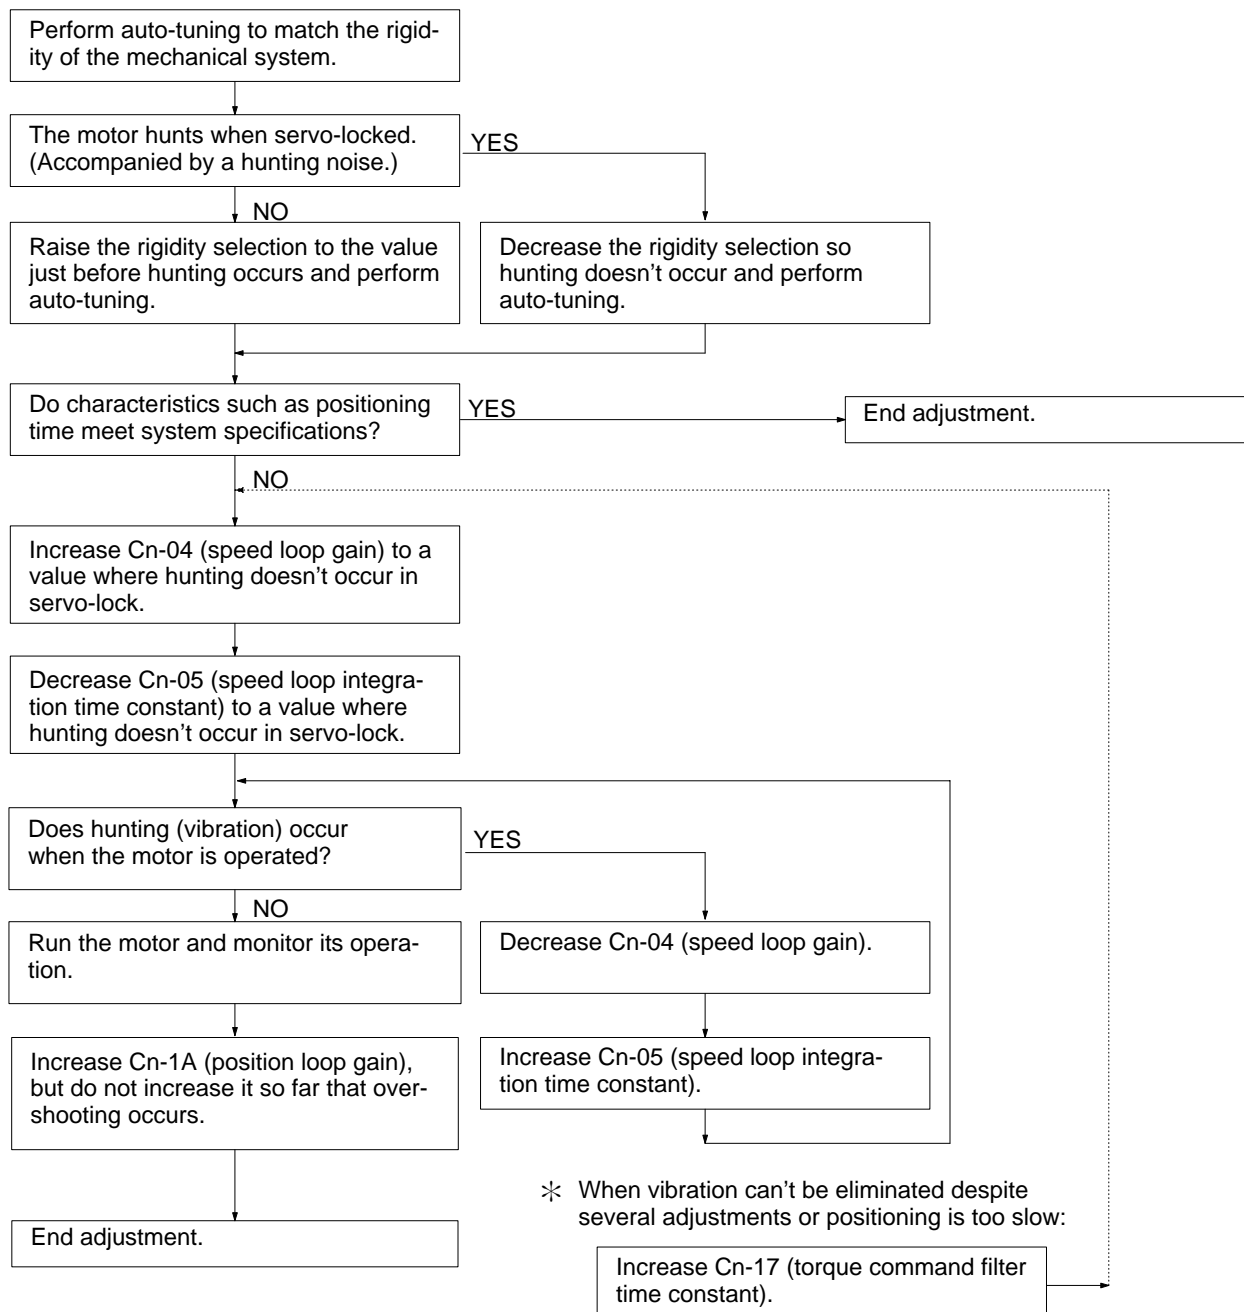 Perform auto-tuning to match the rigid-
ity of the mechanical system.
The motor hunts when servo-locked.
(Accompanied by a hunting noise.)
YES
NO
Raise the rigidity selection to the value
just before hunting occurs and perform
auto-tuning.
Decrease the rigidity selection so
hunting doesn't occur and perform
auto-tuning.
Do characteristics such as positioning
time meet system specifications?
YES
End adjustment.
NO
Increase Cn-04 (speed loop gain) to a
value where hunting doesn't occur in
servo-lock.
Decrease Cn-05 (speed loop integra-
tion time constant) to a value where
hunting doesn't occur in servo-lock.
Does hunting (vibration) occur
when the motor is operated?
YES
NO
Run the motor and monitor its opera-
tion.
Decrease Cn-04 (speed loop gain).
Increase Cn-1A (position loop gain),
but do not increase it so far that over-
shooting occurs.
Increase Cn-05 (speed loop integra-
tion time constant).
✻ When vibration can't be eliminated despite
several adjustments or positioning is too slow:
End adjustment.
Increase Cn-17 (torque command filter
time constant).